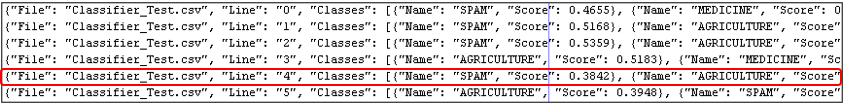 {"File": "Classifier_Test.csv", "Line": "0", "Classes": [{"Name": "SPAM", "Score": 0.4655}, {"Name": "MEDICINE", "Score": 0
{"File": "Classifier_Test.csv", "Line": "1", "Classes": [{"Name": "SPAM", "Score": 0.5168}, {"Name": "AGRICULTURE", "Score"
{"File": "Classifier_Test.csv", "Line": "2", "Classes": [{"Name": "SPAM", "Score": 0.5359}, {"Name": "AGRICULTURE", "Score"
{"File": "Classifier_Test.csv", "Line": "3", "Classes": [{"Name": "AGRICULTURE", "Score": 0.5183}, {"Name": "MEDICINE", "Sc
{"File": "Classifier_Test.csv", "Line": "4", "Classes": [{"Name": "SPAM", "Score": 0.3842}, {"Name": "AGRICULTURE", "Score"
{"File": "Classifier_Test.csv", "Line": "5", "Classes": [{"Name": "AGRICULTURE", "Score": 0.3948}, {"Name": "SPAM", "Score"